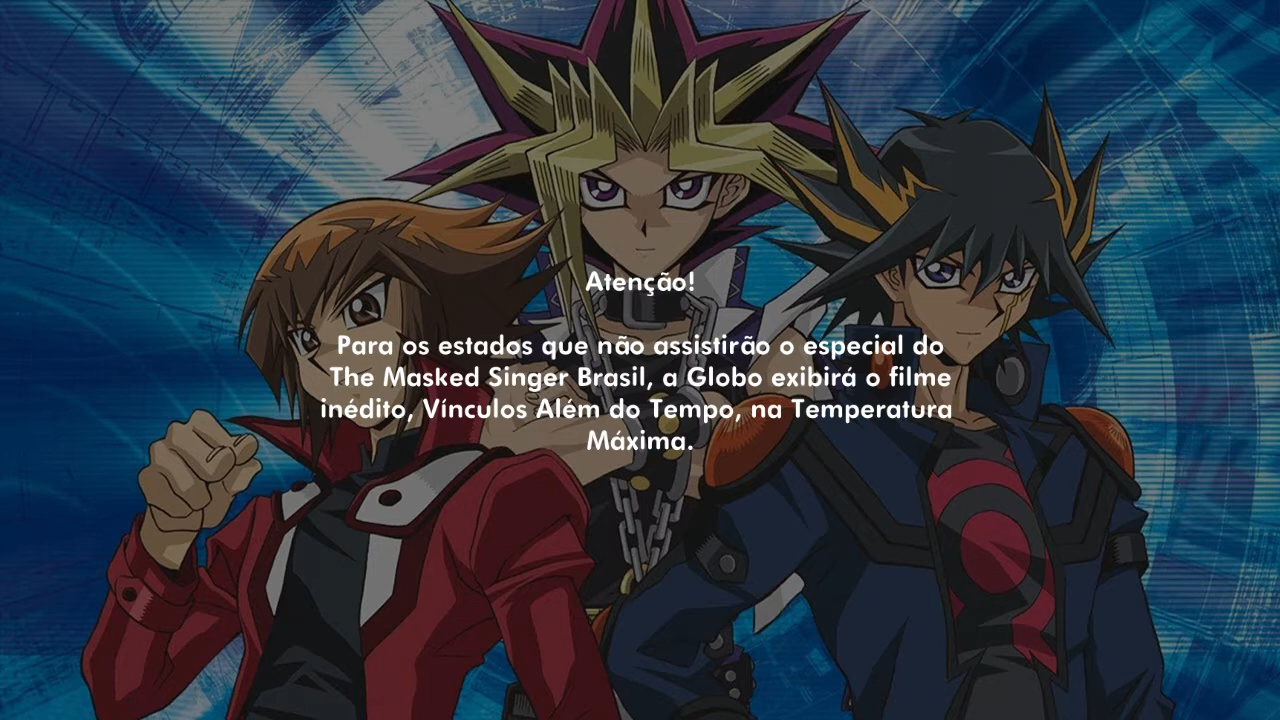 Atenção!
Para os estados que não assistirão o especial do
The Masked Singer Brasil, a Globo exibirá o filme
inédito, Vínculos Além do Tempo, na Temperatura
Máxima.